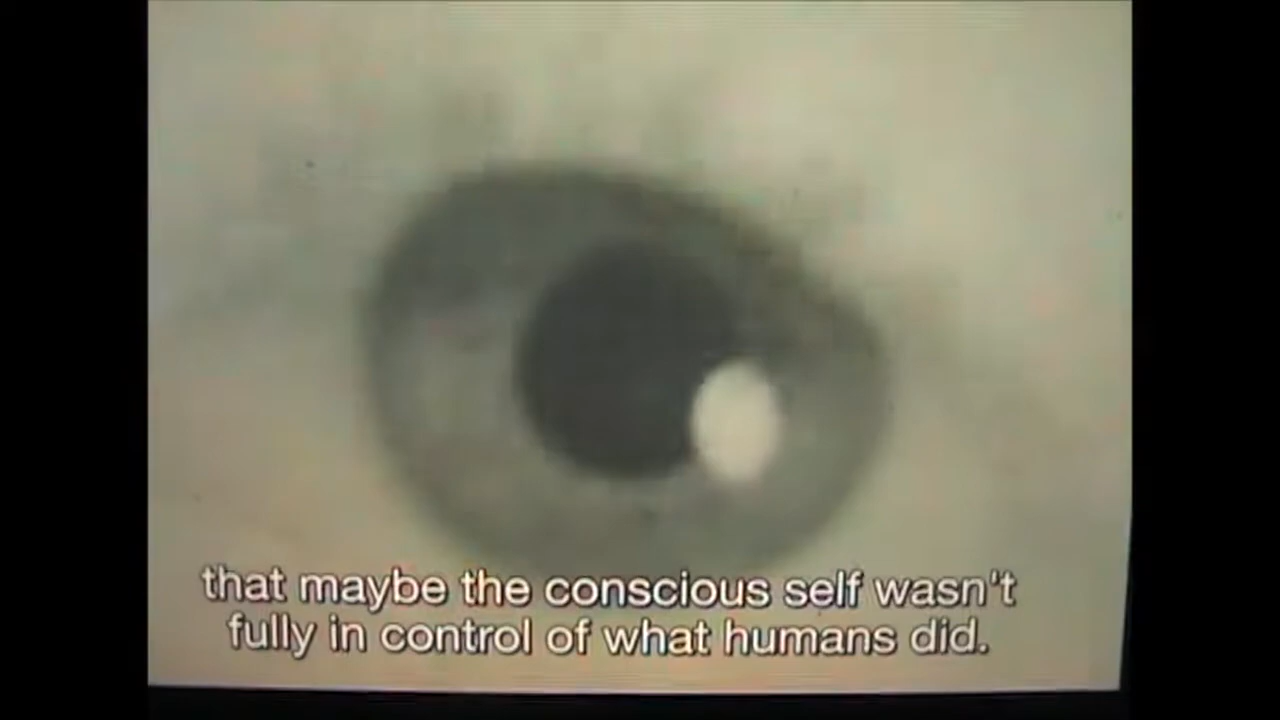 that maybe the conscious self wasn't
fully in control of what humans did.